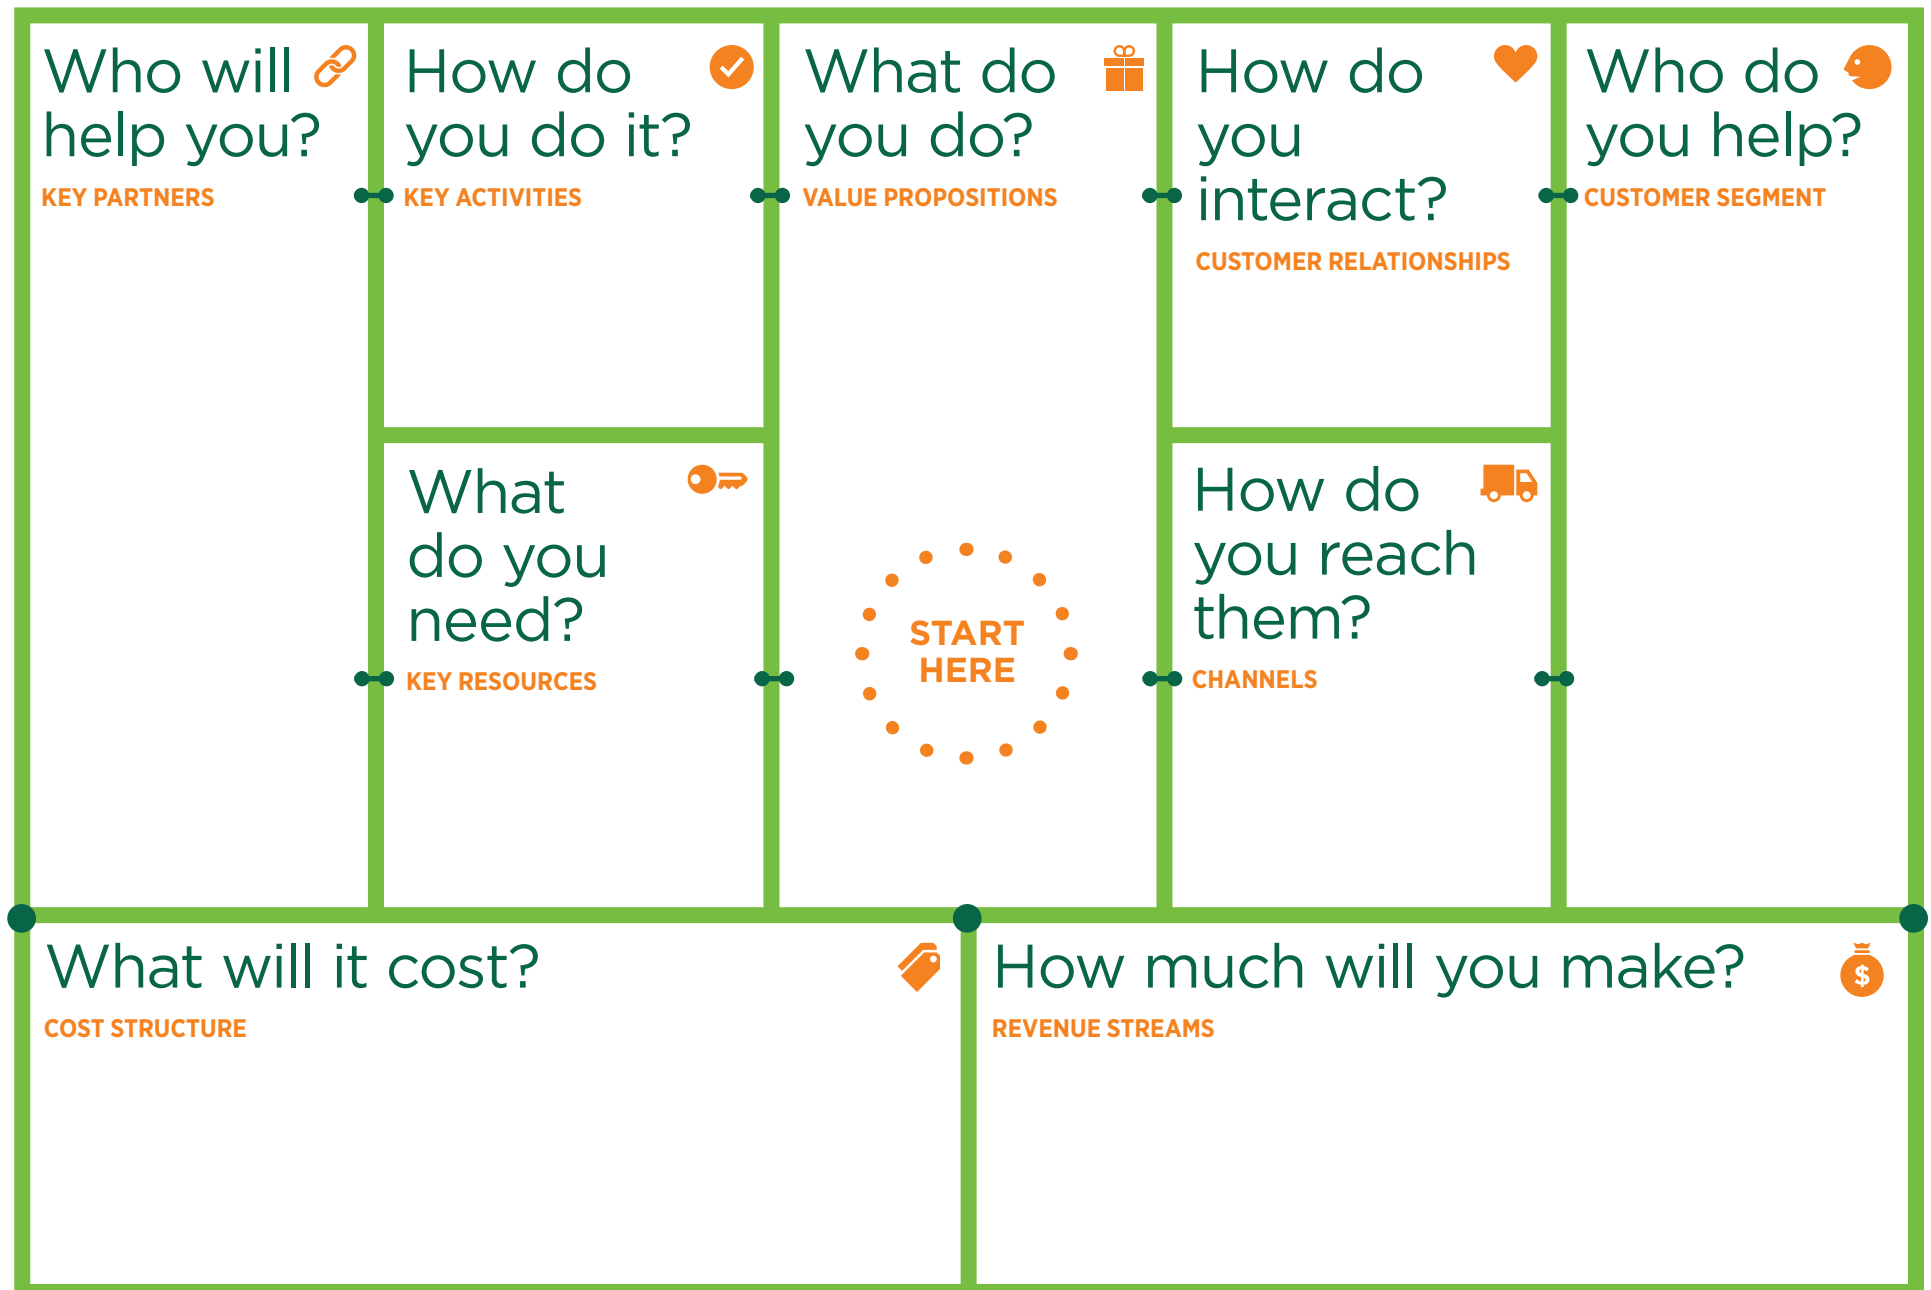 Who will
help you?
KEY PARTNERS
How do
you do it?
KEY ACTIVITIES
What
do you
need?
KEY RESOURCES
What do
you do?
VALUE PROPOSITIONS
START
HERE
How do
you
interact?
CUSTOMER RELATIONSHIPS
How do
you reach
them?
CHANNELS
Who do
you help?
CUSTOMER SEGMENT
What will it cost?
COST STRUCTURE
How much will you make?
$
REVENUE STREAMS